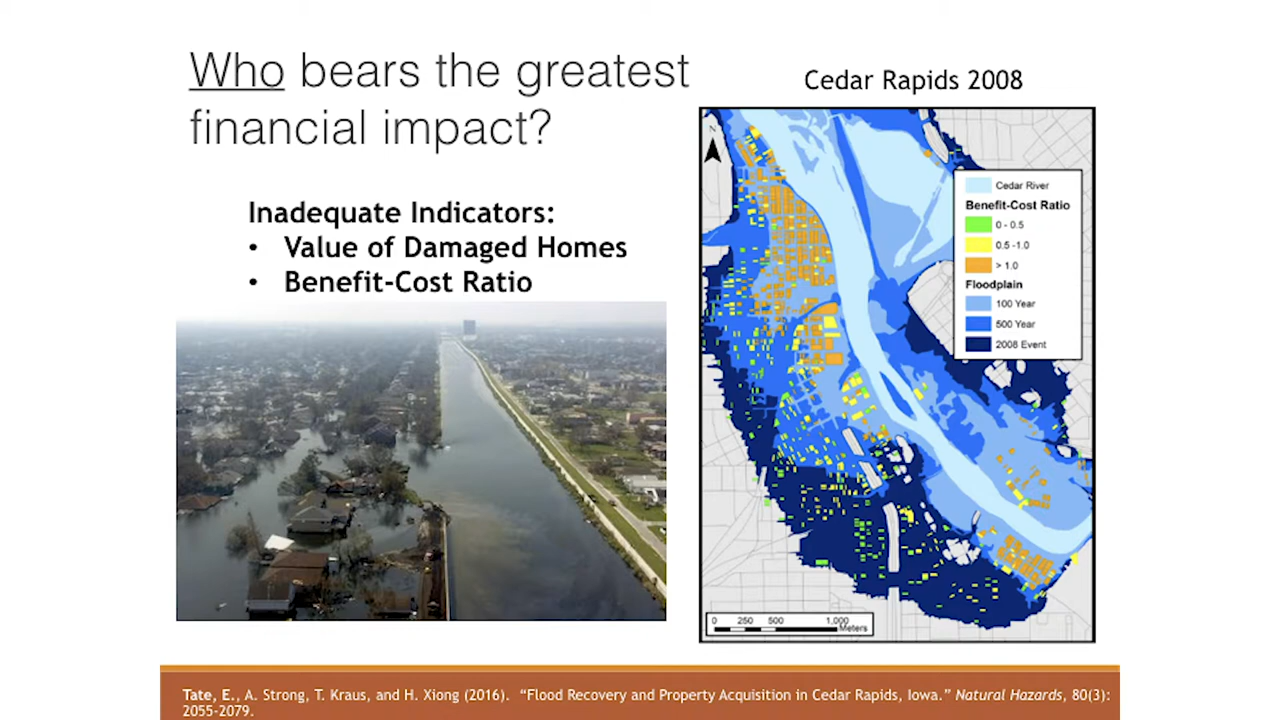 Who bears the greatest
financial impact?
Inadequate Indicators:
• Value of Damaged Homes
• Benefit-Cost Ratio
Cedar Rapids 2008
N
Cedar River
Benefit-Cost Ratio
0 - 0.5
0.5 -1.0
> 1.0
Floodplain
100 Year
500 Year
2008 Event
0 250 500 1,000
Meters
Tate, E., A. Strong, T. Kraus, and H. Xiong (2016). “Flood Recovery and Property Acquisition in Cedar Rapids, Iowa.” Natural Hazards, 80(3):
2055-2079.